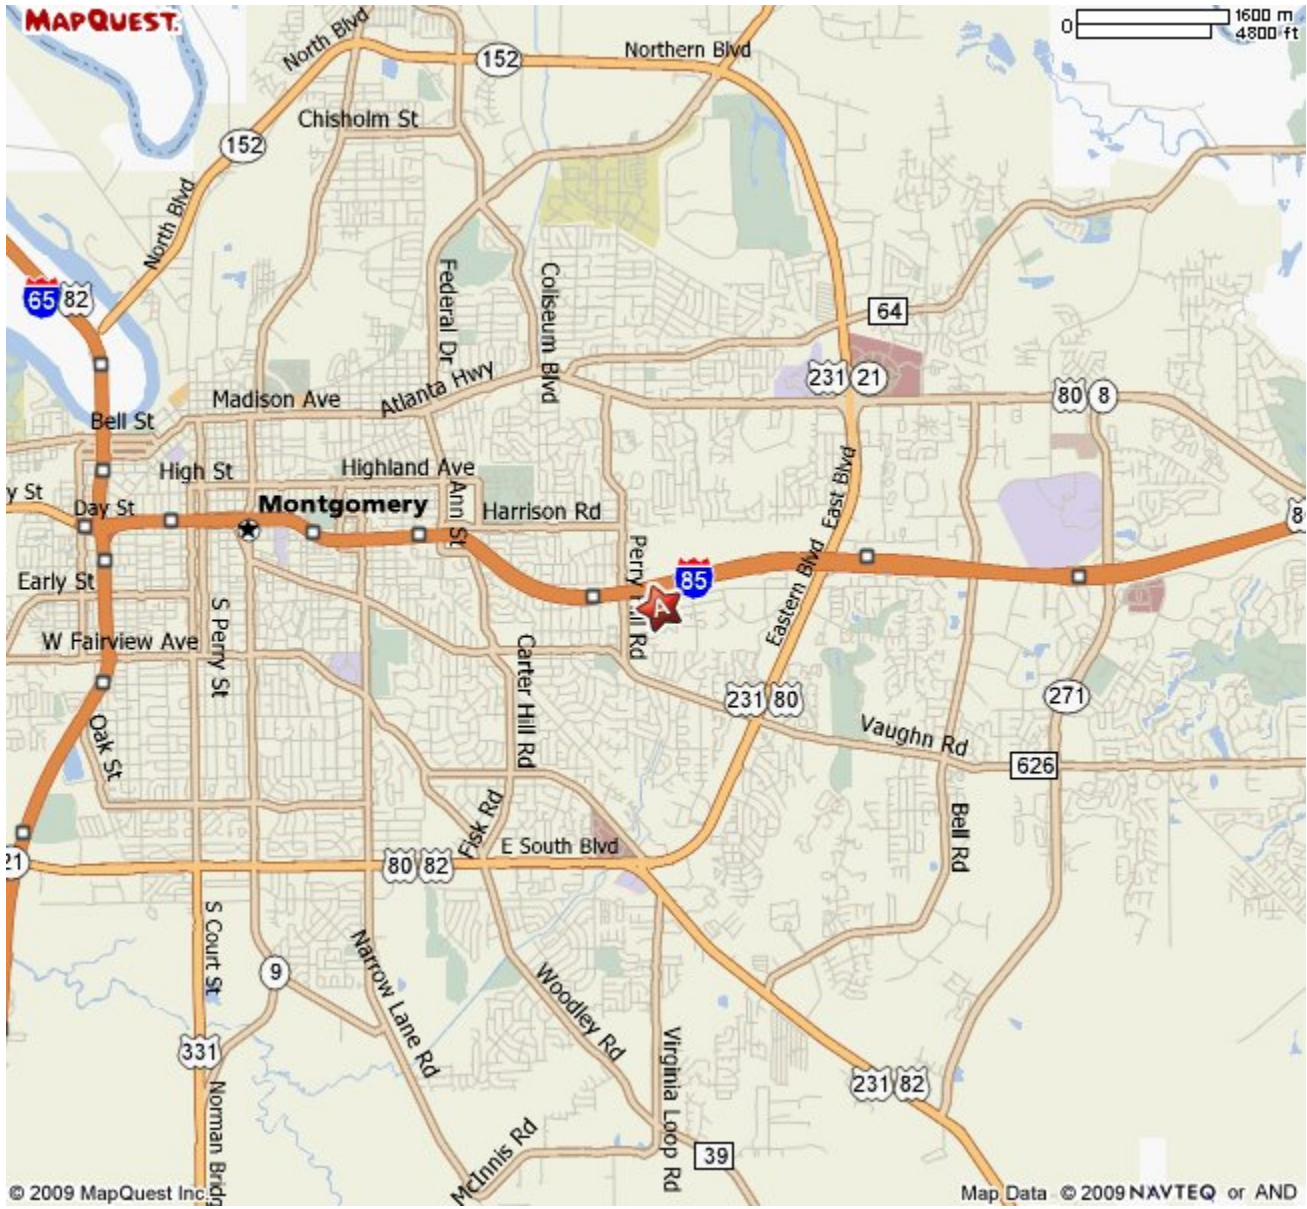 MAPQUEST.
0
1600 m
4800 ft
North Blvd
152
Northern Blvd
Chisholm St
152
North Blvd
65
82
Federal Dr
Coliseum Blvd
64
231
21
Madison Ave
Atlanta Hwy
80
8
Bell St
High St
Highland Ave
East Blvd
y St
Day St
Montgomery
Ann St
Harrison Rd
Early St
S Perry St
85
A
Eastern Blvd
W Fairview Ave
Carter Hill Rd
231
80
271
Oak St
Vaughn Rd
626
Fisk Rd
Bell Rd
21
80
82
E South Blvd
S Court St
9
Narrow Lane Rd
Woodley Rd
331
Virginia Loop Rd
231
82
McInnis Rd
39
© 2009 MapQuest Inc.
Map Data © 2009 NAVTEQ or AND